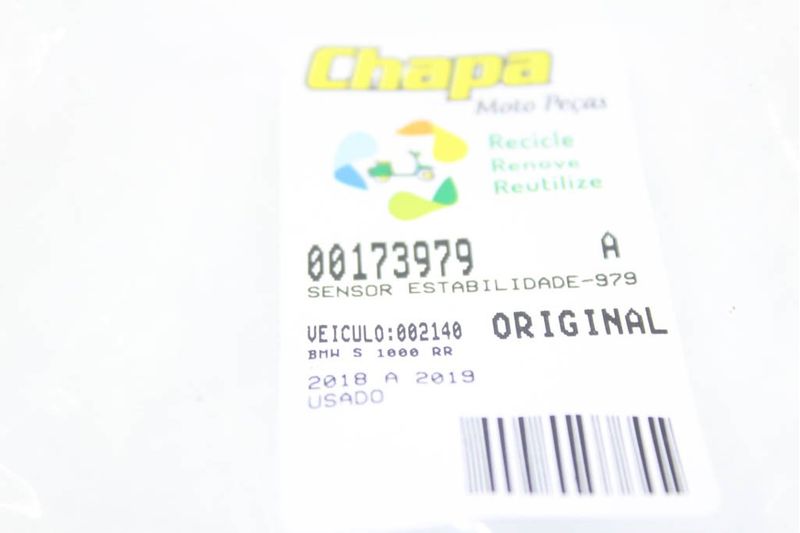 Chapa
Moto Peças
Recicle
Renove
Reutilize
00173979 A
SENSOR ESTABILIDADE-979
VEICULO:002140 ORIGINAL
BMW S 1000 RR
2018 A 2019
USADO